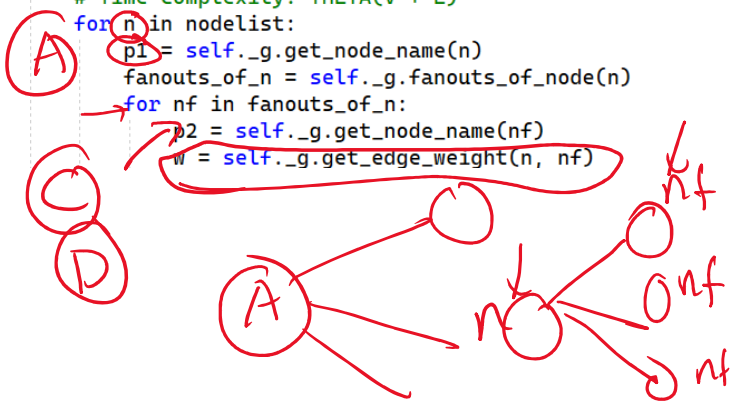 # Time Complexity: THETA(V + E)
for n in nodelist:
A
p1 = self._g.get_node_name(n)
fanouts_of_n = self._g.fanouts_of_node(n)
for nf in fanouts_of_n:
p2 = self._g.get_node_name(nf)
w = self._g.get_edge_weight(n, nf)
C
nf
D
A
n
nf
nf